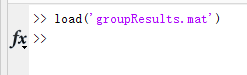 >> load('groupResults.mat')
fx >>